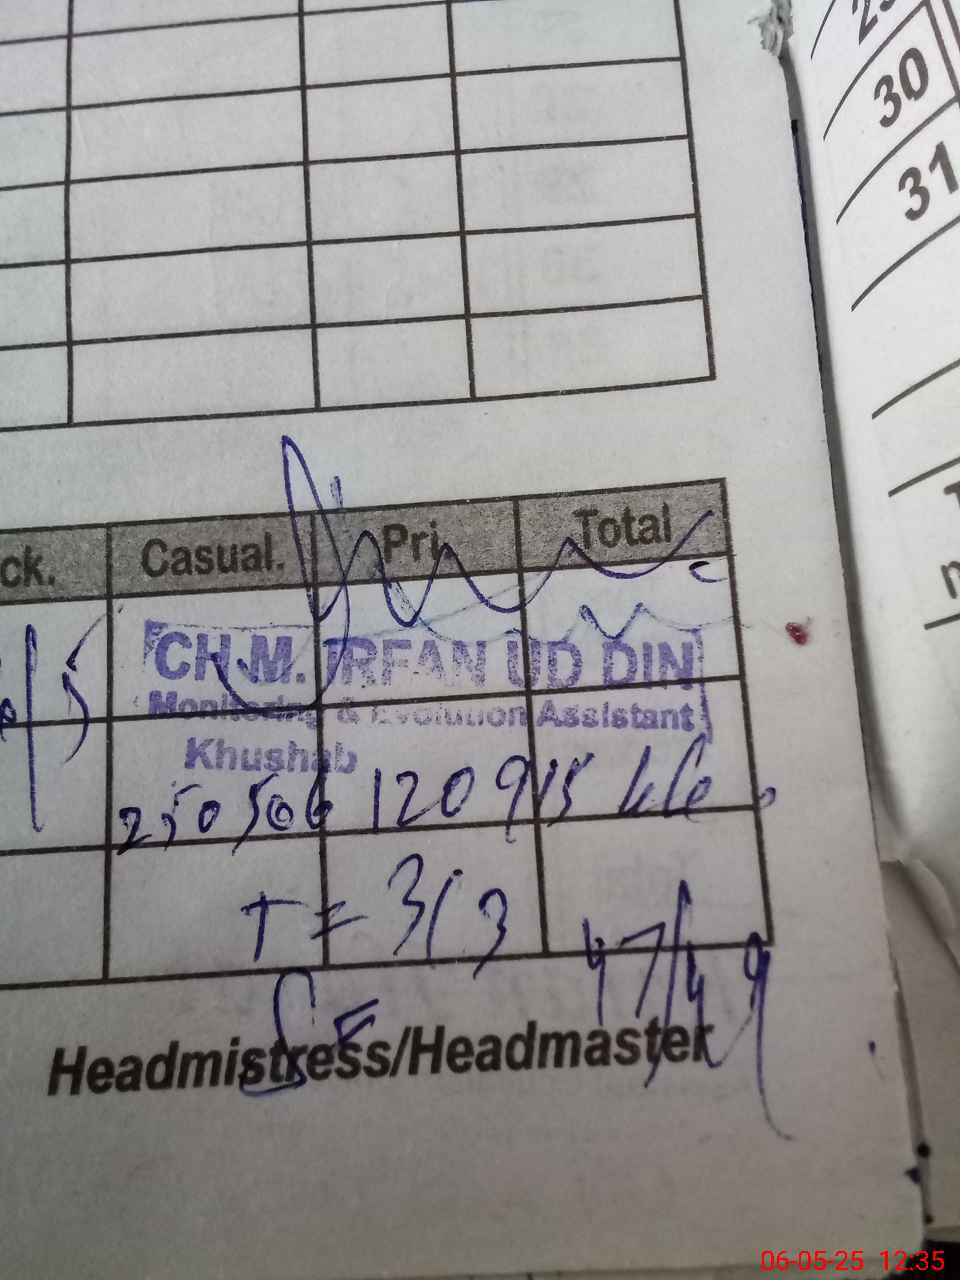 30
31
ck. Casual. Pri. Total
CH.M. IRFAN UD DIN
Monitoring & Evolution Assistant
Khushab
250506 120915
T = 313
47/49
Headmistress/Headmaster
06-05-25 12:35